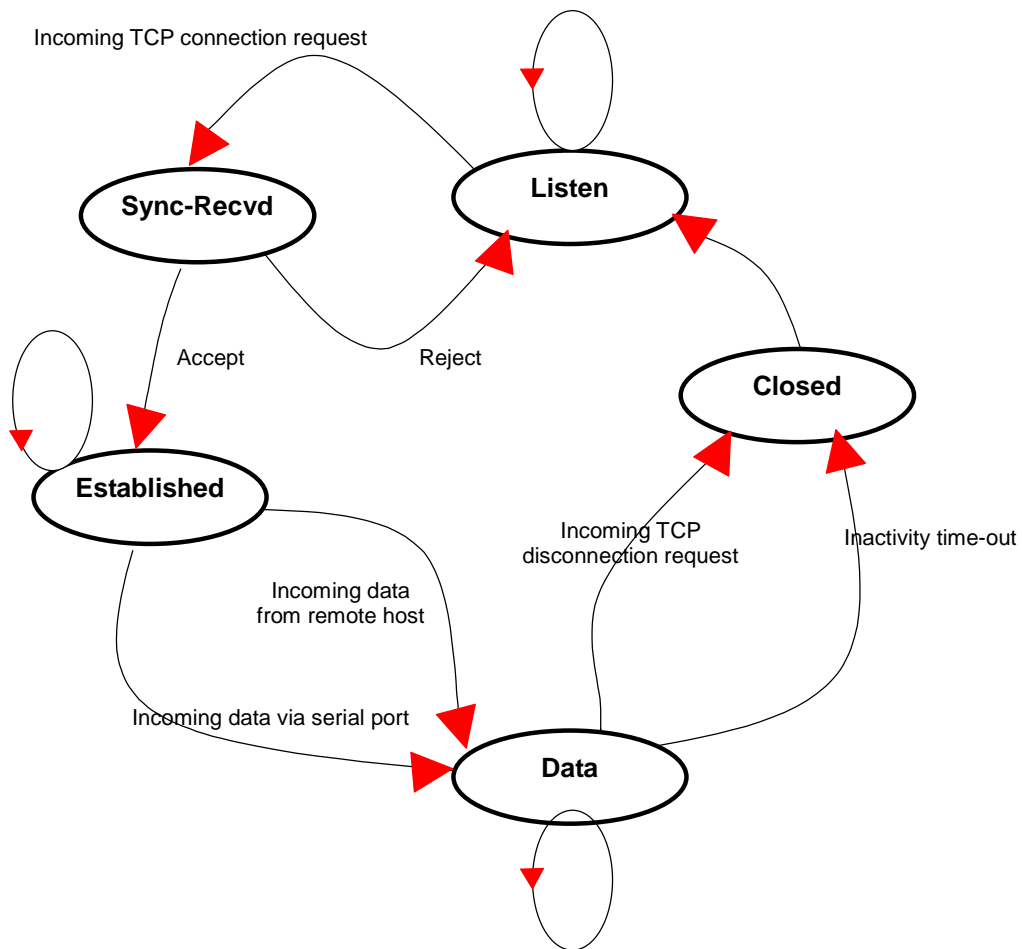 Incoming TCP connection request
Listen
Sync-Recvd
Accept
Reject
Closed
Established
Incoming TCP
disconnection request
Inactivity time-out
Incoming data
from remote host
Incoming data via serial port
Data